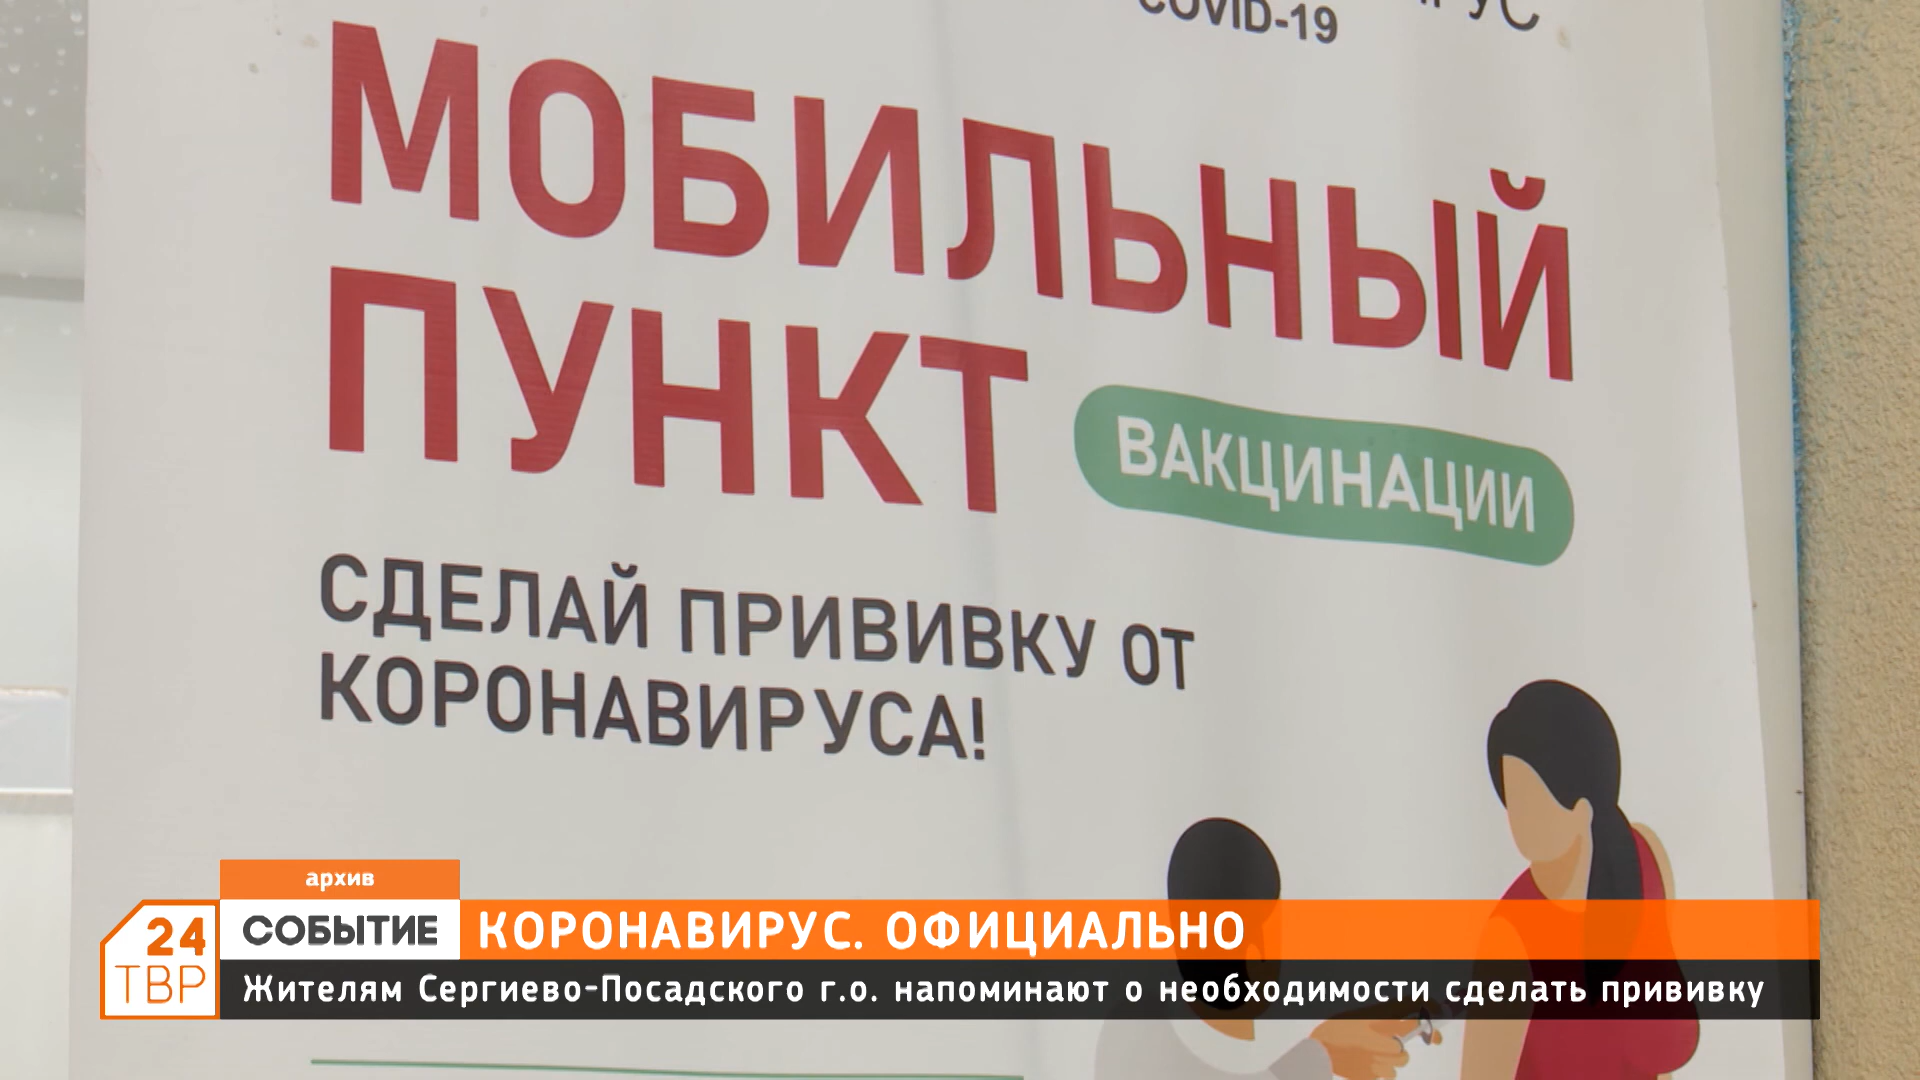 COVID-19
МОБИЛЬНЫЙ
ПУНКТ
ВАКЦИНАЦИИ
СДЕЛАЙ ПРИВИВКУ ОТ
КОРОНАВИРУСА!
архив
24
ТВР
СОБЫТИЕ
КОРОНАВИРУС. ОФИЦИАЛЬНО
Жителям Сергиево-Посадского г.о. напоминают о необходимости сделать прививку